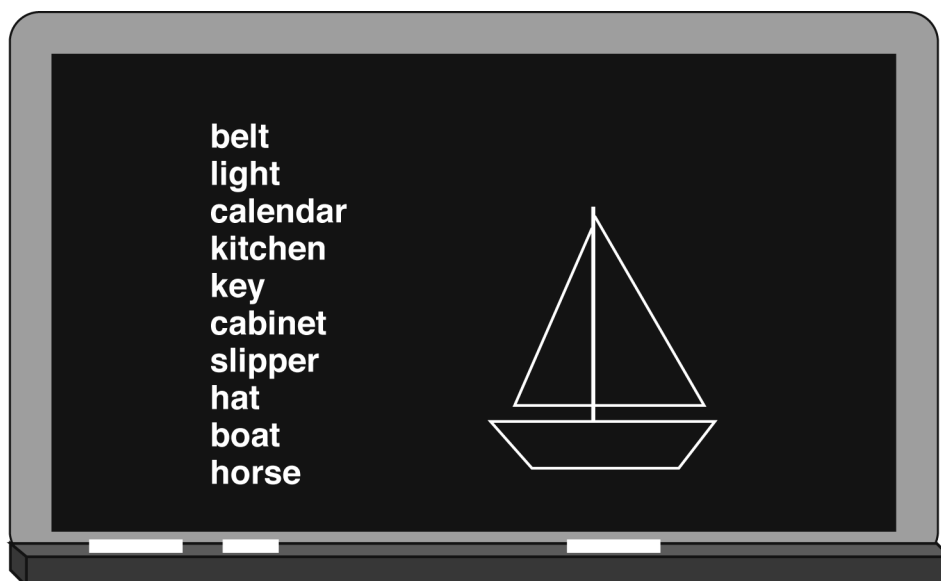 belt
light
calendar
kitchen
key
cabinet
slipper
hat
boat
horse